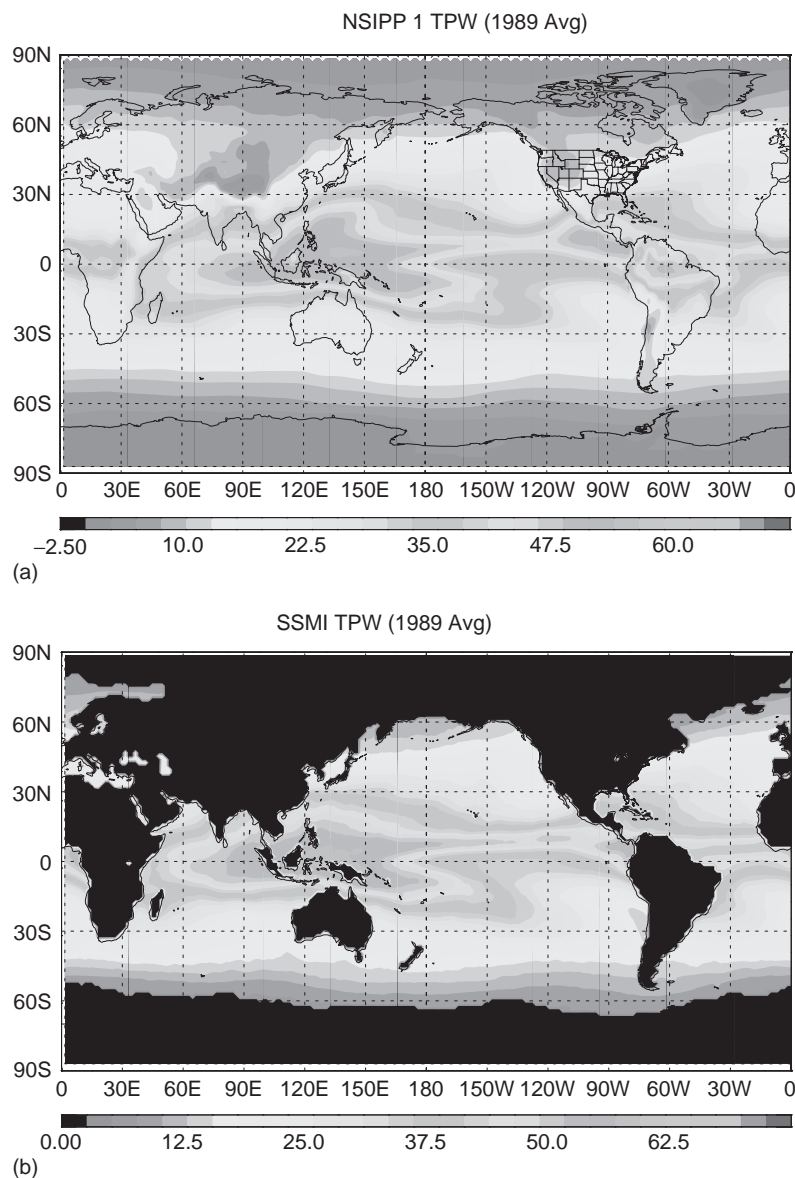 NSIPP 1 TPW (1989 Avg)
90N
60N
30N
0
30S
60S
90S
0 30E 60E 90E 120E 150E 180 150W 120W 90W 60W 30W 0
−2.50 10.0 22.5 35.0 47.5 60.0
(a)
SSMI TPW (1989 Avg)
90N
60N
30N
0
30S
60S
90S
0 30E 60E 90E 120E 150E 180 150W 120W 90W 60W 30W 0
0.00 12.5 25.0 37.5 50.0 62.5
(b)